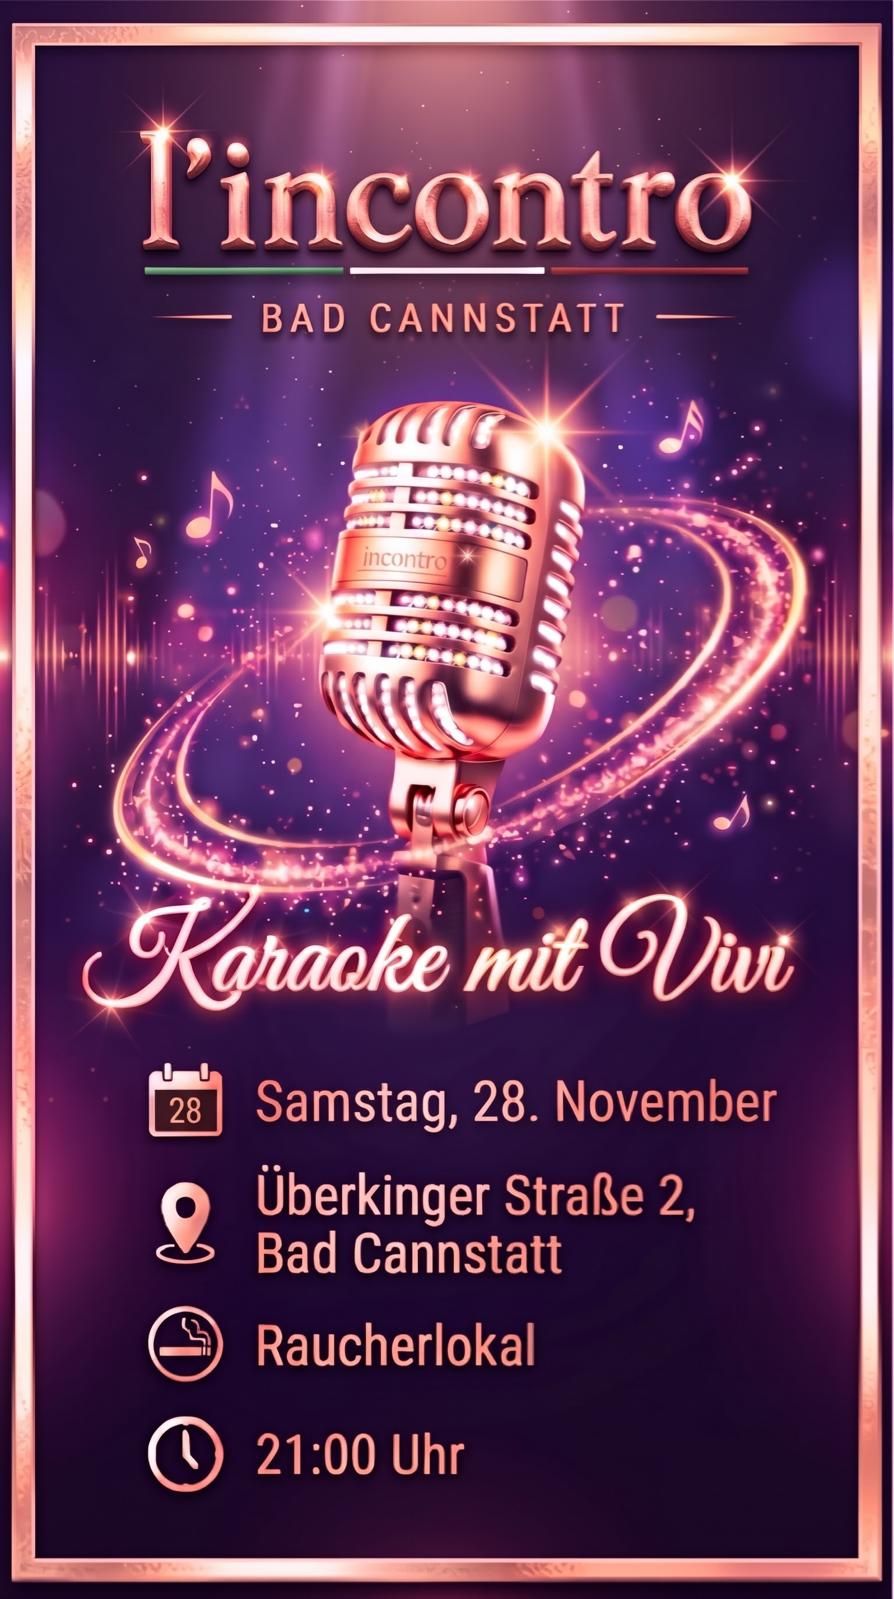 l'incontro
BAD CANNSTATT
incontro
Karaoke mit Vivi
28
Samstag, 28. November
Überkinger Straße 2,
Bad Cannstatt
Raucherlokal
21:00 Uhr